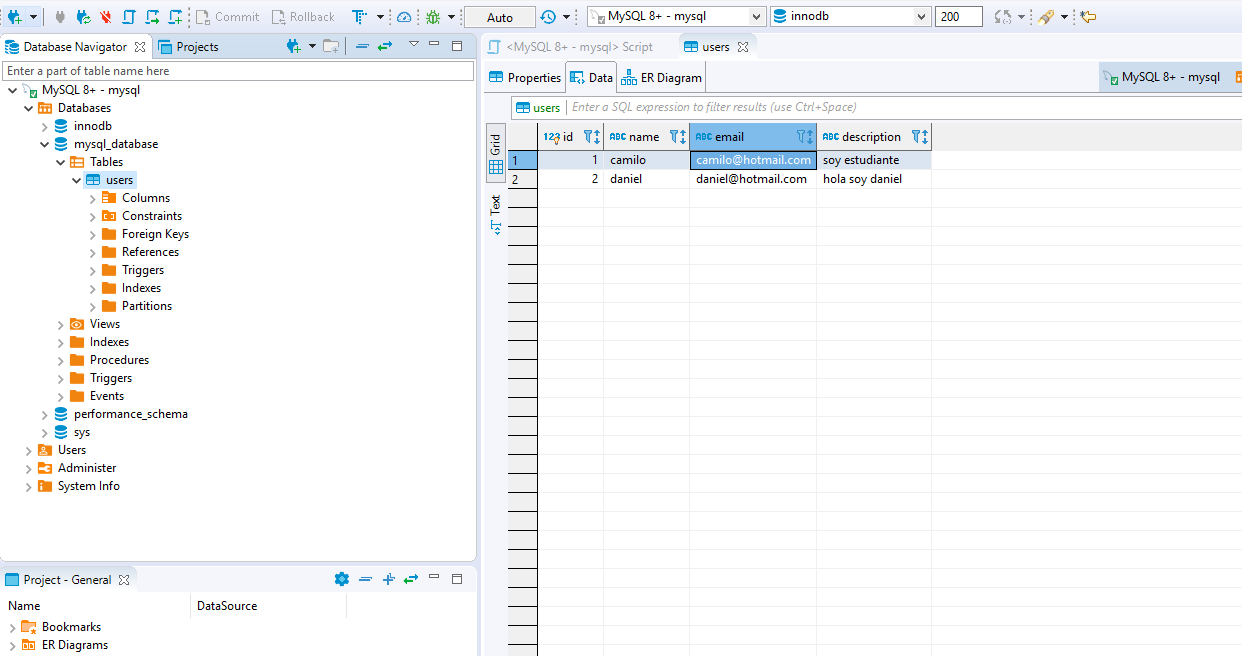 Commit Rollback Auto MySQL 8+ - mysql innodb 200
Database Navigator Projects
Enter a part of table name here
MySQL 8+ - mysql
Databases
innodb
mysql_database
Tables
users
Columns
Constraints
Foreign Keys
References
Triggers
Indexes
Partitions
Views
Indexes
Procedures
Triggers
Events
performance_schema
sys
Users
Administer
System Info
Project - General
Name DataSource
Bookmarks
ER Diagrams
<MySQL 8+ - mysql> Script users
Properties Data ER Diagram MySQL 8+ - mysql
users Enter a SQL expression to filter results (use Ctrl+Space)
Grid
Text
123 id ABC name ABC email ABC description
1 1 camilo camilo@hotmail.com soy estudiante
2 2 daniel daniel@hotmail.com hola soy daniel